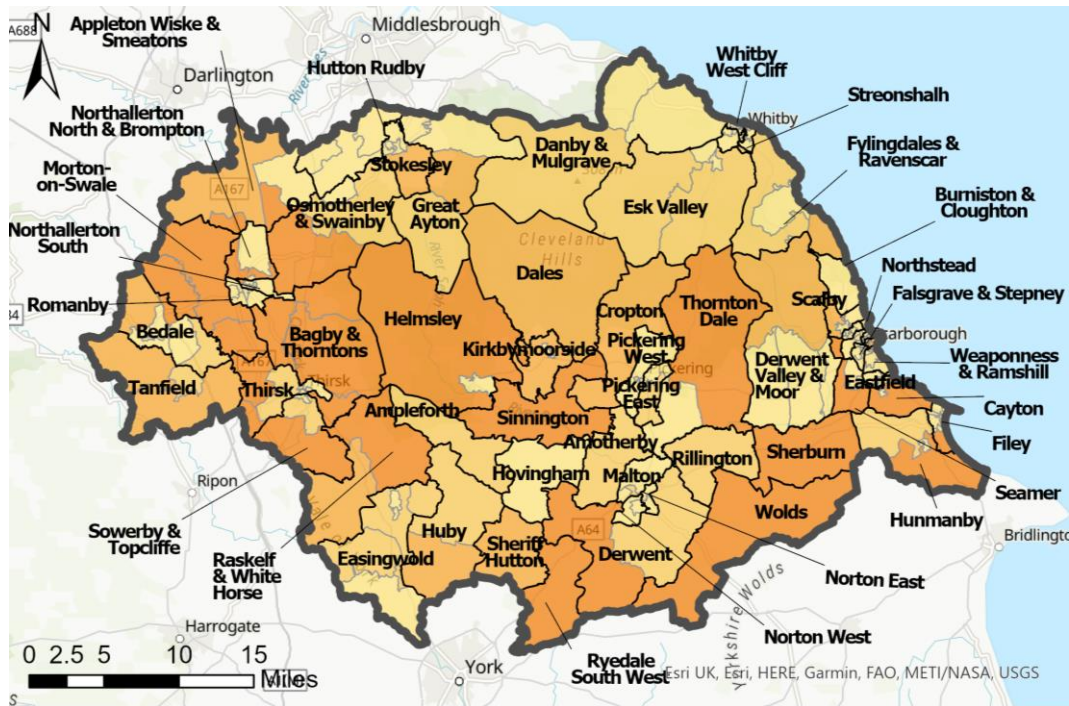 A688
N
Appleton Wiske &
Smeatons
Middlesbrough
Darlington
Hutton Rudby
River Tees
Whitby
West Cliff
Whitby
Streonshalh
Northallerton
North & Brompton
Morton-
on-Swale
A167
Stokesley
Danby &
Mulgrave
Fylingdales &
Ravenscar
Northallerton
South
Osmotherley
& Swainby
Great
Ayton
Esk Valley
Burniston &
Cloughton
Cleveland
Hills
Dales
Northstead
Romanby
Cropton
Thornton
Dale
Scalby
Falsgrave & Stepney
Bedale
Bagby &
Thorntons
Helmsley
Kirkbymoorside
Pickering
West
Pickering
Derwent
Valley &
Moor
Weaponness
& Ramshill
Tanfield
Thirsk
Thirsk
Pickering
East
Eastfield
Cayton
Ampleforth
Sinnington
Amotherby
Filey
Hovingham
Malton
Rillington
Sherburn
Seamer
Ripon
Hunmanby
Bridlington
Sowerby &
Topcliffe
Huby
A64
Wolds
Raskelf
& White
Horse
Easingwold
Sheriff
Hutton
Derwent
Norton East
Harrogate
Yorkshire Wolds
Norton West
0 2.5 5 10 15
Miles
York
Ryedale
South West
Esri UK, Esri, HERE, Garmin, FAO, METI/NASA, USGS